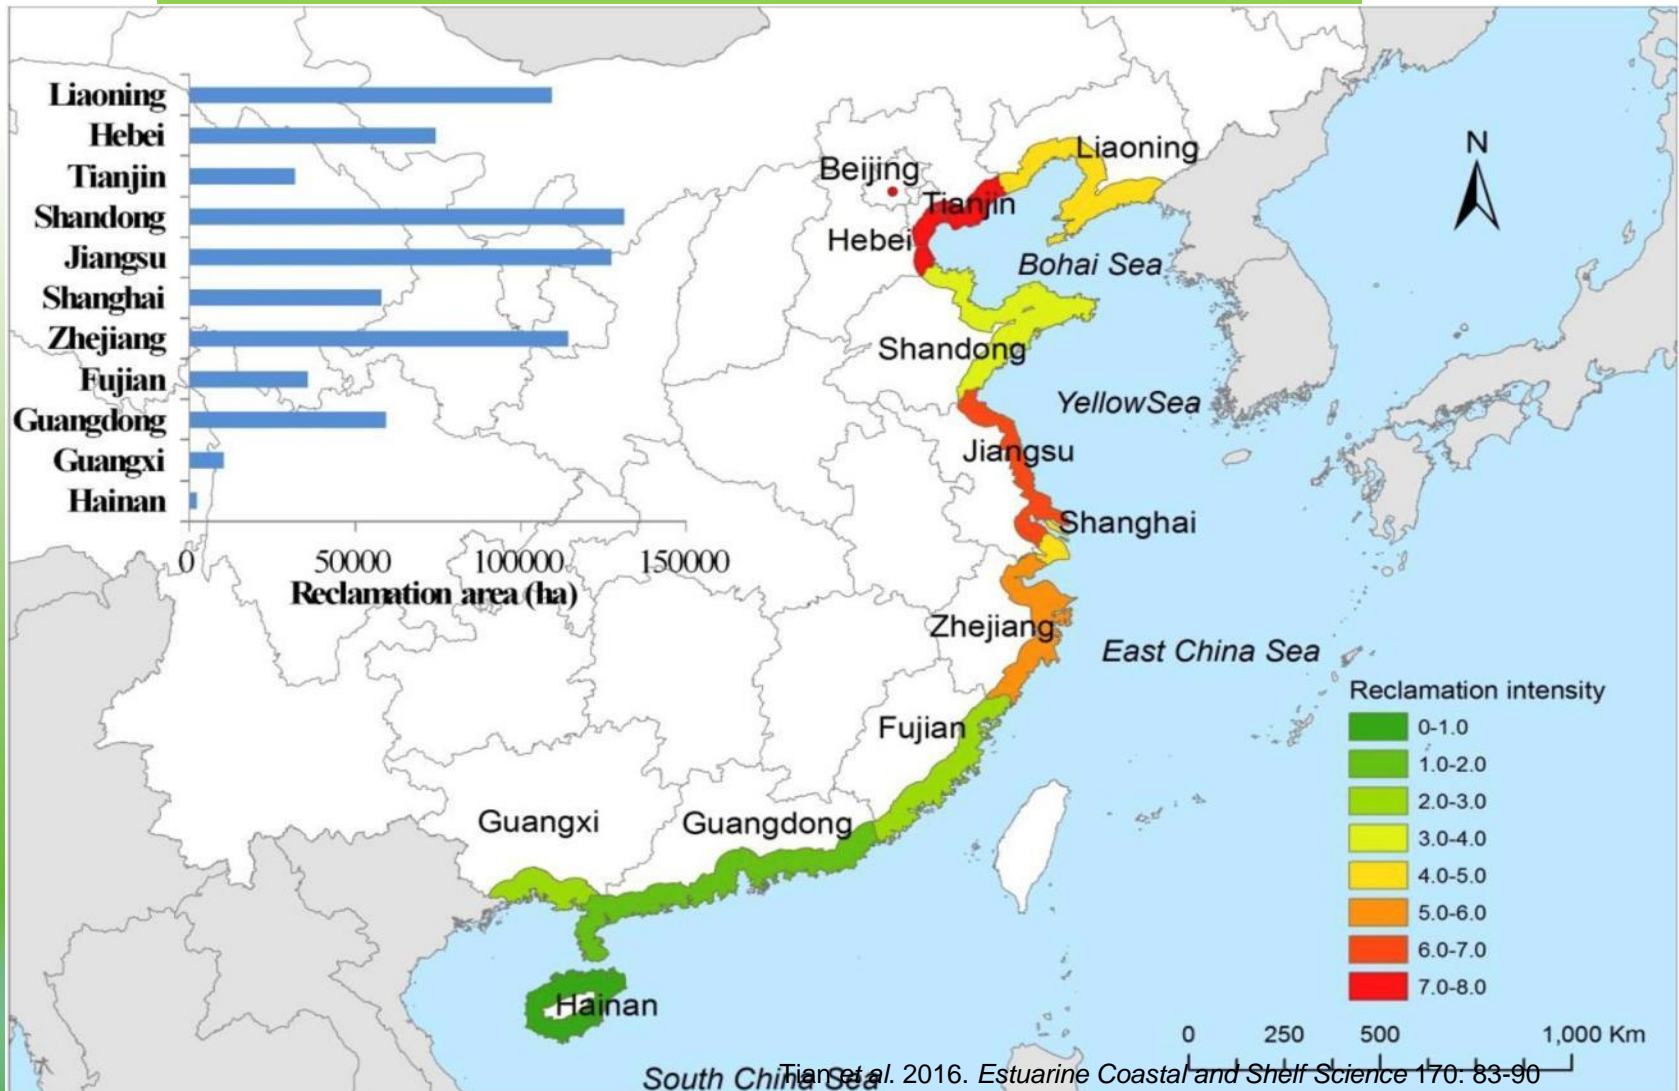 Liaoning
Hebei
Tianjin
Shandong
Jiangsu
Shanghai
Zhejiang
Fujian
Guangdong
Guangxi
Hainan
0 50000 100000 150000
Reclamation area (ha)
Beijing
Liaoning
Tianjin
Hebei
Bohai Sea
Shandong
YellowSea
Jiangsu
Shanghai
Zhejiang
East China Sea
Fujian
Guangxi
Guangdong
Hainan
South China Sea
N
Reclamation intensity
0-1.0
1.0-2.0
2.0-3.0
3.0-4.0
4.0-5.0
5.0-6.0
6.0-7.0
7.0-8.0
0 250 500 1,000 Km
Tian et al. 2016. Estuarine Coastal and Shelf Science 170: 83-90